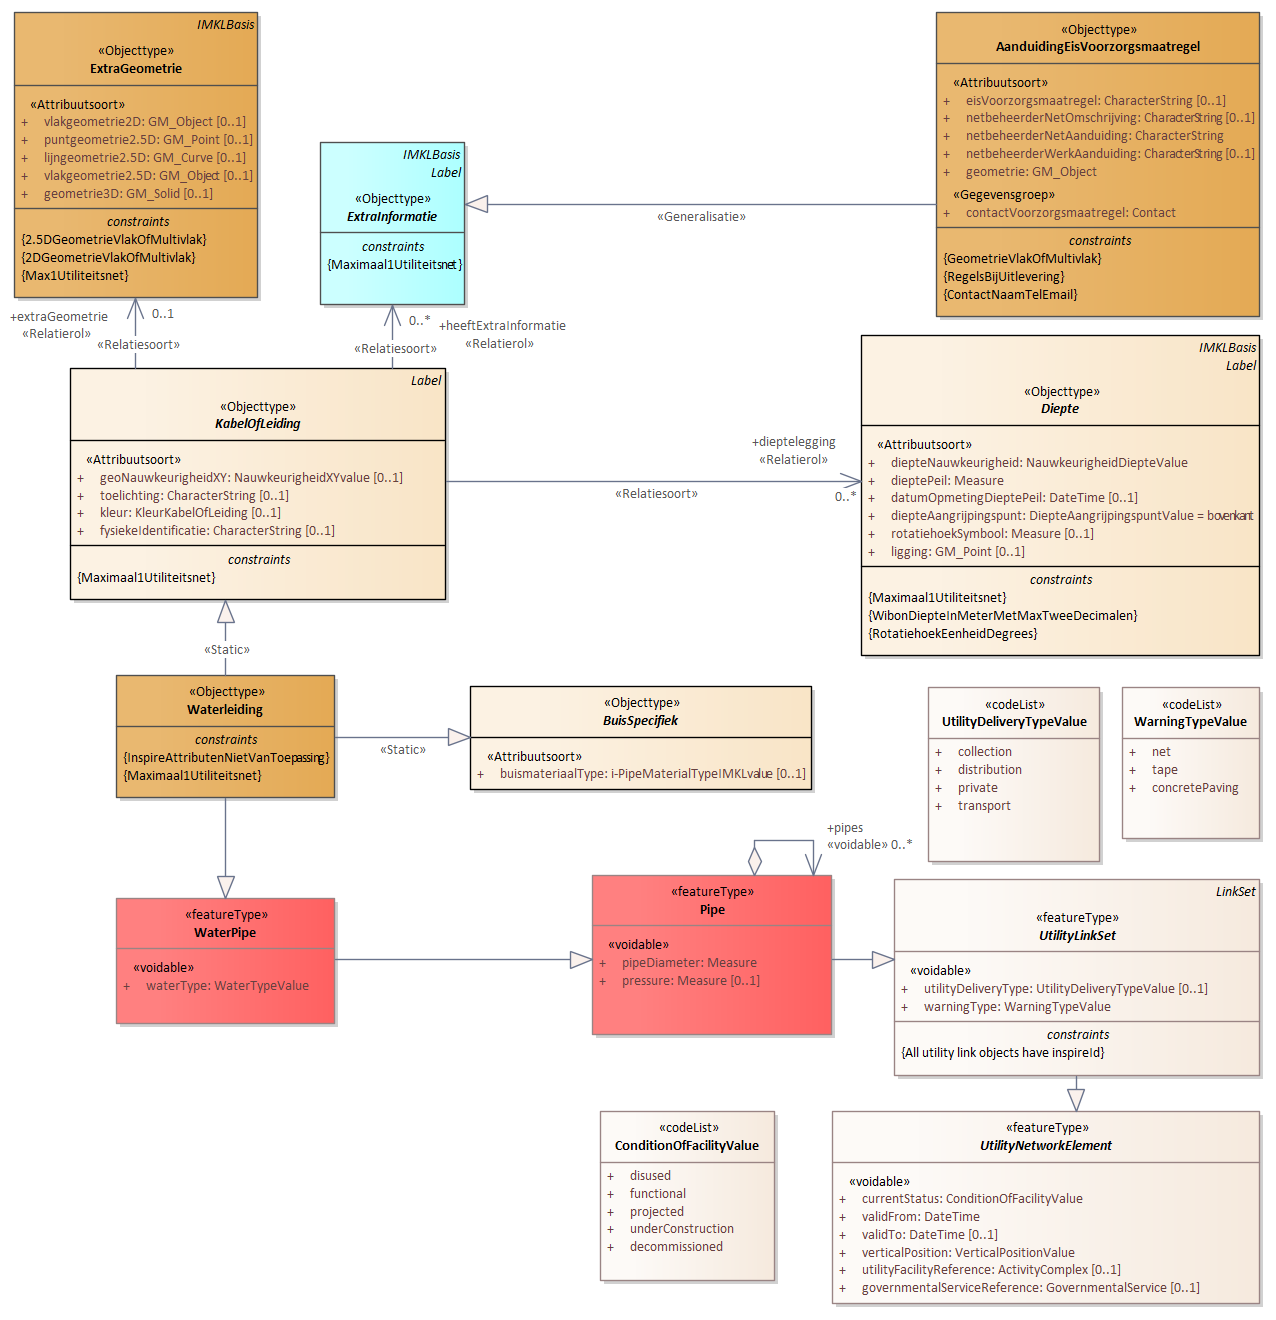 IMKLBasis
«Objecttype»
ExtraGeometrie
«Attribuutsoort»
+ vlakgeometrie2D: GM_Object [0..1]
+ puntgeometrie2.5D: GM_Point [0..1]
+ lijngeometrie2.5D: GM_Curve [0..1]
+ vlakgeometrie2.5D: GM_Object [0..1]
+ geometrie3D: GM_Solid [0..1]
constraints
{2.5DGeometrieVlakOfMultivlak}
{2DGeometrieVlakOfMultivlak}
{Max1Utiliteitsnet}
«Objecttype»
AanduidingEisVoorzorgsmaatregel
«Attribuutsoort»
+ eisVoorzorgsmaatregel: CharacterString [0..1]
+ netbeheerderNetOmschrijving: CharacterString [0..1]
+ netbeheerderNetAanduiding: CharacterString
+ netbeheerderWerkAanduiding: CharacterString [0..1]
+ geometrie: GM_Object
«Gegevensgroep»
+ contactVoorzorgsmaatregel: Contact
constraints
{GeometrieVlakOfMultivlak}
{RegelsBijUitlevering}
{ContactNaamTelEmail}
IMKLBasis
Label
«Objecttype»
ExtraInformatie
constraints
{Maximaal1Utiliteitsnet}
«Generalisatie»
+extraGeometrie
«Relatierol»
0..1
«Relatiesoort»
0..*
+heeftExtraInformatie
«Relatierol»
«Relatiesoort»
Label
«Objecttype»
KabelOfLeiding
«Attribuutsoort»
+ geoNauwkeurigheidXY: NauwkeurigheidXYvalue [0..1]
+ toelichting: CharacterString [0..1]
+ kleur: KleurKabelOfLeiding [0..1]
+ fysiekeIdentificatie: CharacterString [0..1]
constraints
{Maximaal1Utiliteitsnet}
+dieptelegging
«Relatierol»
0..*
«Relatiesoort»
IMKLBasis
Label
«Objecttype»
Diepte
«Attribuutsoort»
+ diepteNauwkeurigheid: NauwkeurigheidDiepteValue
+ dieptePeil: Measure
+ datumOpmetingDieptePeil: DateTime [0..1]
+ diepteAangrijpingspunt: DiepteAangrijpingspuntValue = bovenkant
+ rotatiehoekSymbool: Measure [0..1]
+ ligging: GM_Point [0..1]
constraints
{Maximaal1Utiliteitsnet}
{WibonDiepteInMeterMetMaxTweeDecimalen}
{RotatiehoekEenheidDegrees}
«Static»
«Objecttype»
Waterleiding
constraints
{InspireAttributenNietVanToepassing}
{Maximaal1Utiliteitsnet}
«Static»
«Objecttype»
BuisSpecifiek
«Attribuutsoort»
+ buismateriaalType: i-PipeMaterialTypeIMKLvalue [0..1]
«codeList»
UtilityDeliveryTypeValue
+ collection
+ distribution
+ private
+ transport
«codeList»
WarningTypeValue
+ net
+ tape
+ concretePaving
+pipes
«voidable» 0..*
«featureType»
WaterPipe
«voidable»
+ waterType: WaterTypeValue
«featureType»
Pipe
«voidable»
+ pipeDiameter: Measure
+ pressure: Measure [0..1]
LinkSet
«featureType»
UtilityLinkSet
«voidable»
+ utilityDeliveryType: UtilityDeliveryTypeValue [0..1]
+ warningType: WarningTypeValue
constraints
{All utility link objects have inspireId}
«codeList»
ConditionOfFacilityValue
+ disused
+ functional
+ projected
+ underConstruction
+ decommissioned
«featureType»
UtilityNetworkElement
«voidable»
+ currentStatus: ConditionOfFacilityValue
+ validFrom: DateTime
+ validTo: DateTime [0..1]
+ verticalPosition: VerticalPositionValue
+ utilityFacilityReference: ActivityComplex [0..1]
+ governmentalServiceReference: GovernmentalService [0..1]